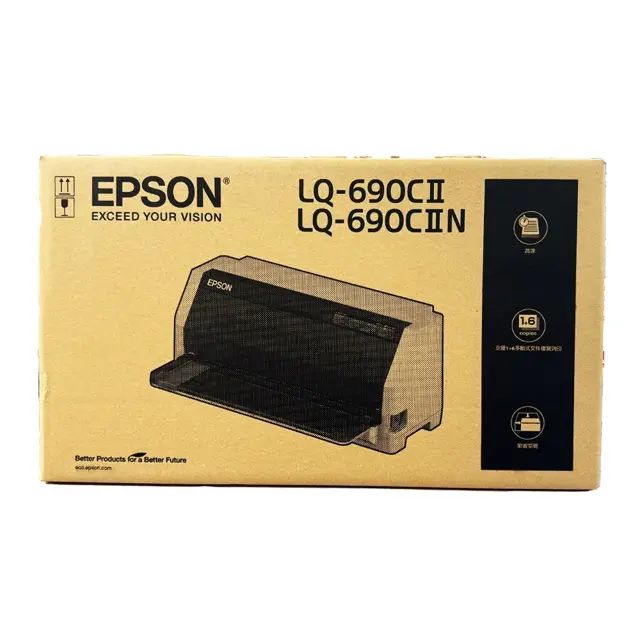 EPSON®
EXCEED YOUR VISION
LQ-690CII
LQ-690CIIN
EPSON
1.6
copies
Better Products for a Better Future
eco.epson.com